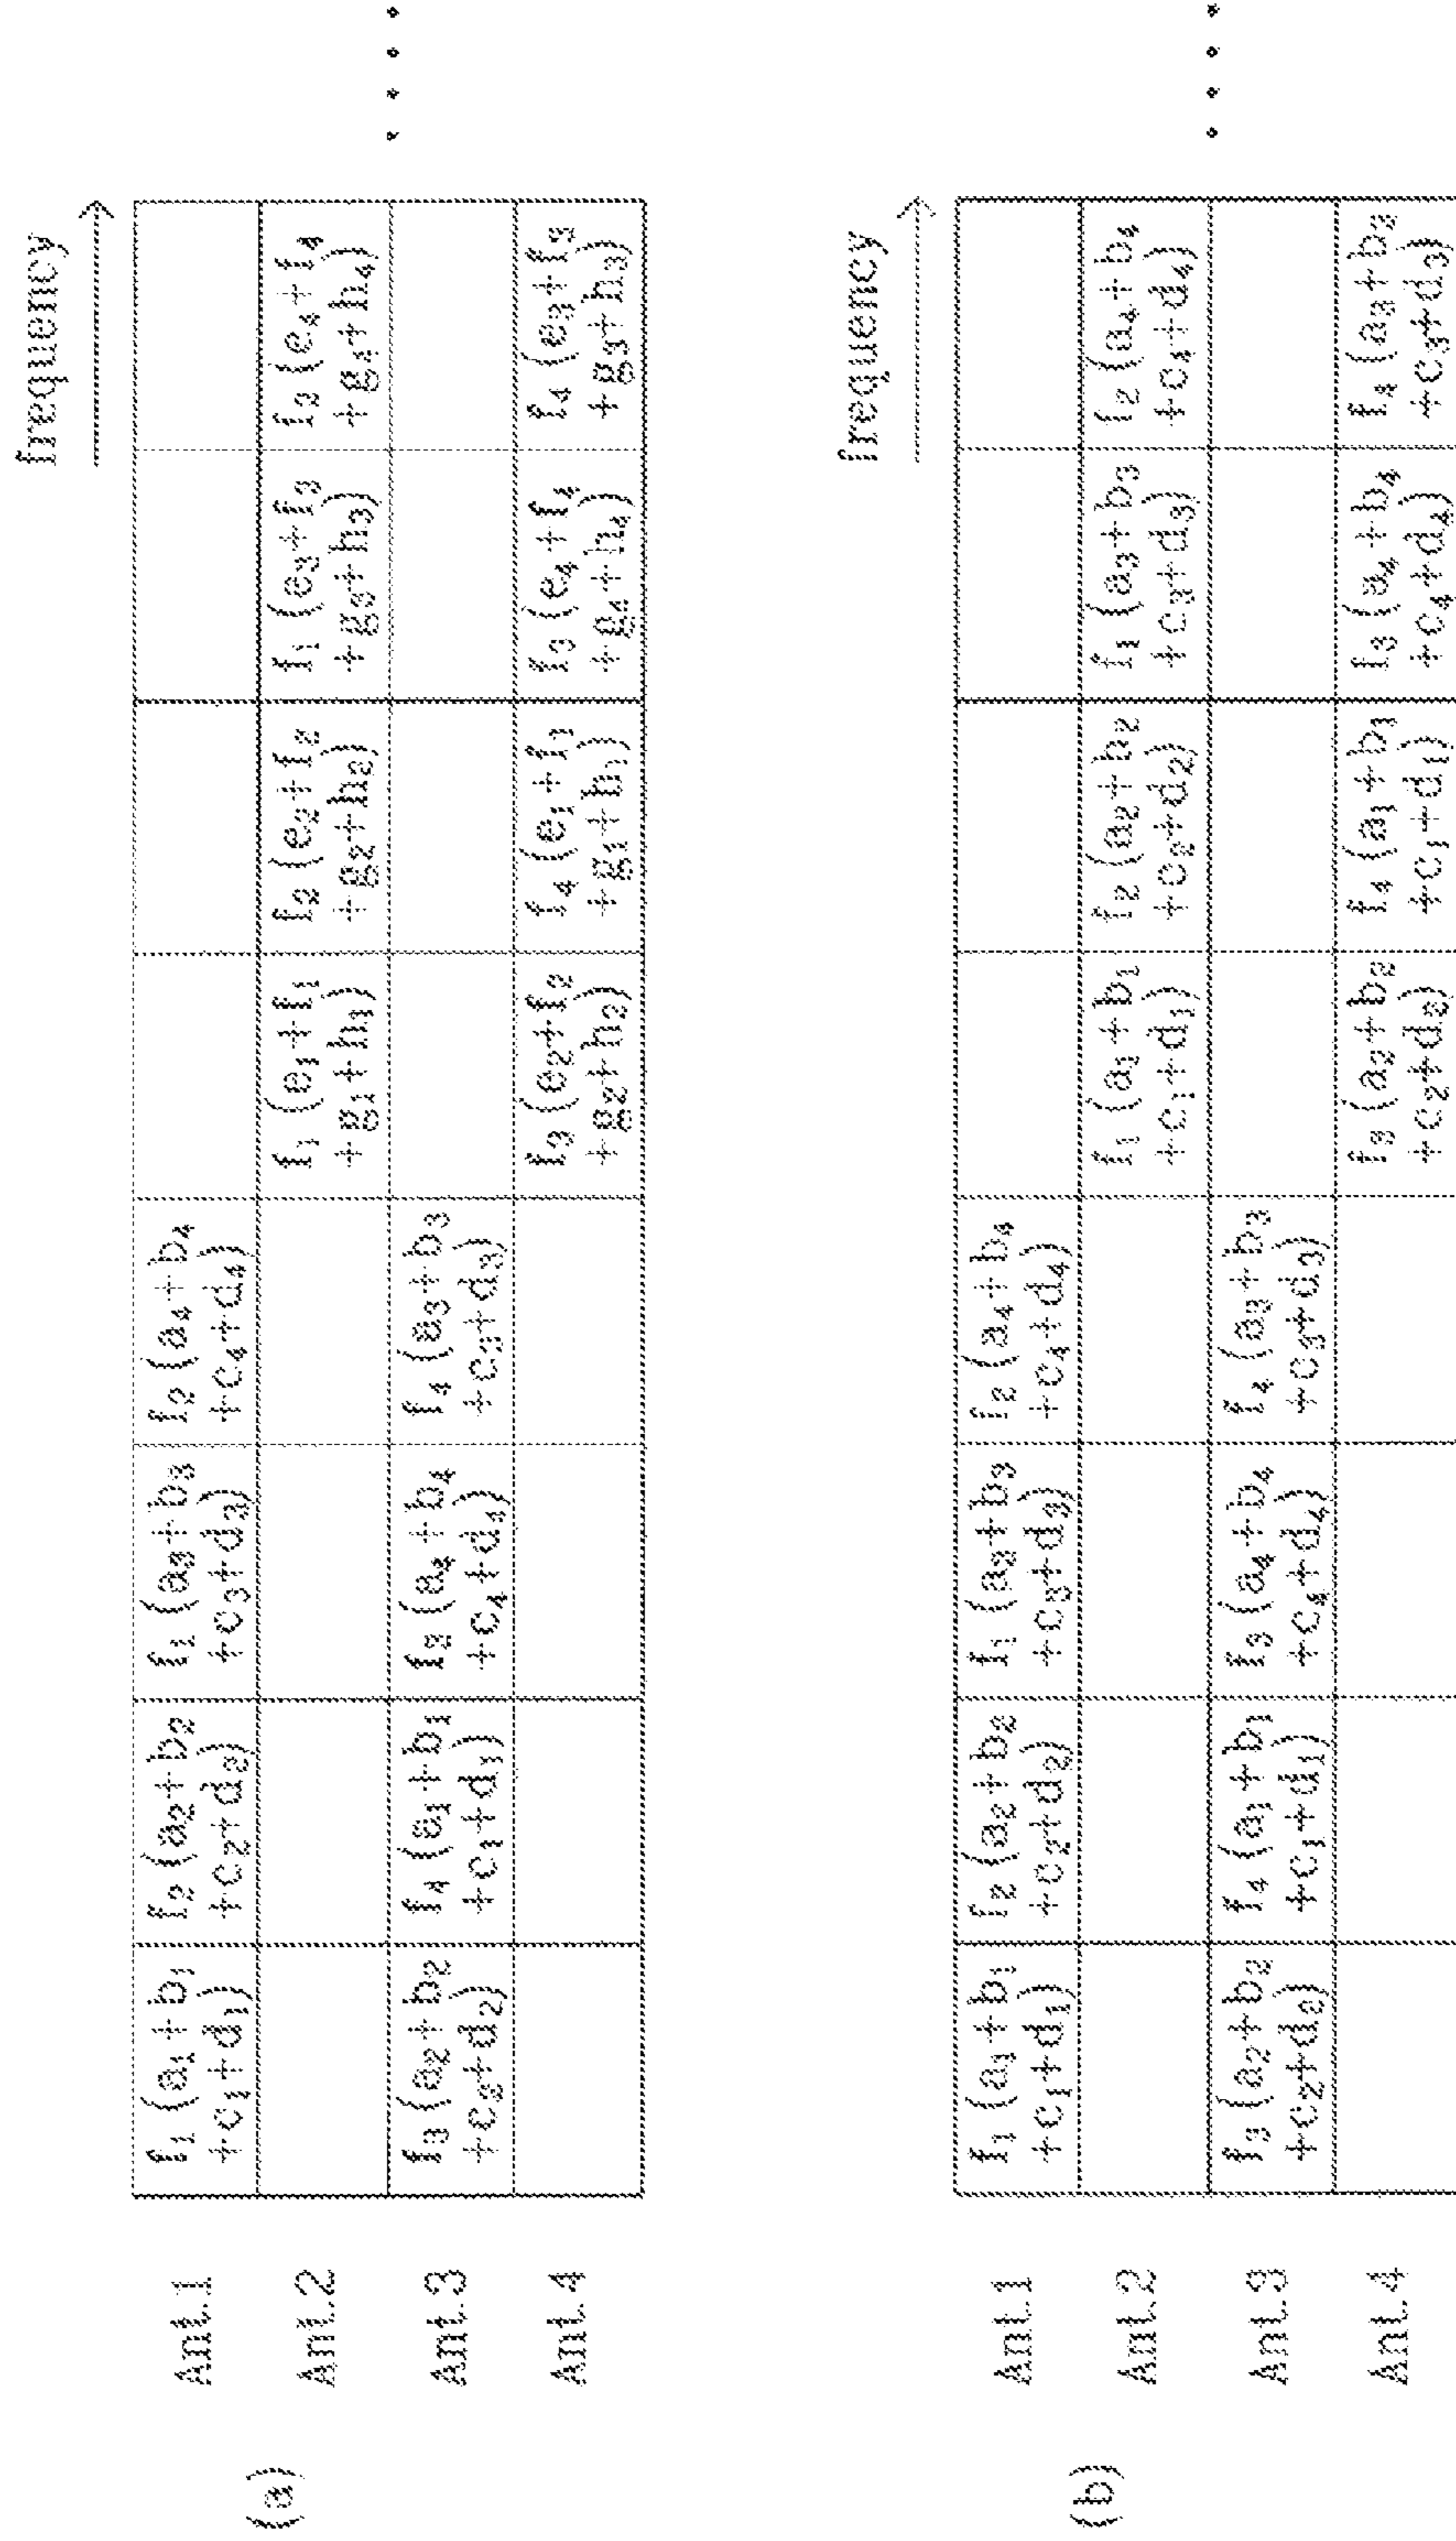 frequency
(a)
Ant.1
f₁(a₁+b₁
+c₁+d₁)
f₂(a₂+b₂
+c₂+d₂)
f₁(a₃+b₃
+c₃+d₃)
f₂(a₄+b₄
+c₄+d₄)
Ant.2
f₁(e₁+f₁
+g₁+h₁)
f₂(e₂+f₂
+g₂+h₂)
f₁(e₃+f₃
+g₃+h₃)
f₂(e₄+f₄
+g₄+h₄)
Ant.3
f₃(a₂+b₂
+c₂+d₂)
f₄(a₁+b₁
+c₁+d₁)
f₃(a₄+b₄
+c₄+d₄)
f₄(a₃+b₃
+c₃+d₃)
Ant.4
f₃(e₂+f₂
+g₂+h₂)
f₄(e₁+f₁
+g₁+h₁)
f₃(e₄+f₄
+g₄+h₄)
f₄(e₃+f₃
+g₃+h₃)
frequency
(b)
Ant.1
f₁(a₁+b₁
+c₁+d₁)
f₂(a₂+b₂
+c₂+d₂)
f₁(a₃+b₃
+c₃+d₃)
f₂(a₄+b₄
+c₄+d₄)
Ant.2
f₁(a₁+b₁
+c₁+d₁)
f₂(a₂+b₂
+c₂+d₂)
f₁(a₃+b₃
+c₃+d₃)
f₂(a₄+b₄
+c₄+d₄)
Ant.3
f₃(a₂+b₂
+c₂+d₂)
f₄(a₁+b₁
+c₁+d₁)
f₃(a₄+b₄
+c₄+d₄)
f₄(a₃+b₃
+c₃+d₃)
Ant.4
f₃(a₂+b₂
+c₂+d₂)
f₄(a₁+b₁
+c₁+d₁)
f₃(a₄+b₄
+c₄+d₄)
f₄(a₃+b₃
+c₃+d₃)